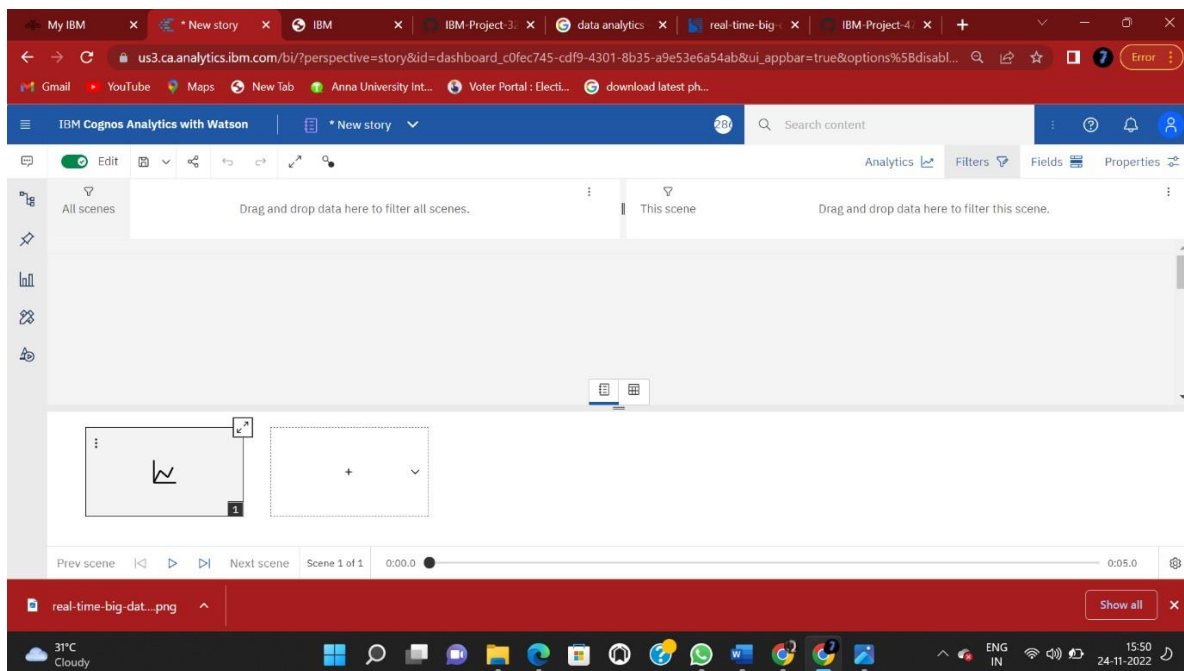 My IBM
* New story
IBM
IBM-Project-3
data analytics
real-time-big-
IBM-Project-4
us3.ca.analytics.ibm.com/bi/?perspective=story&id=dashboard_c0fec745-cdf9-4301-8b35-a9e53e6a54ab&ui_appbar=true&options%5Bdisabl...
7
Error
Gmail
YouTube
Maps
New Tab
Anna University Int...
Voter Portal : Electi...
download latest ph...
IBM Cognos Analytics with Watson
* New story
Search content
Edit
Analytics
Filters
Fields
Properties
All scenes
Drag and drop data here to filter all scenes.
This scene
Drag and drop data here to filter this scene.
1
Prev scene
Next scene
Scene 1 of 1
0:00.0
0:05.0
real-time-big-dat....png
Show all
31°C
Cloudy
ENG
IN
15:50
24-11-2022